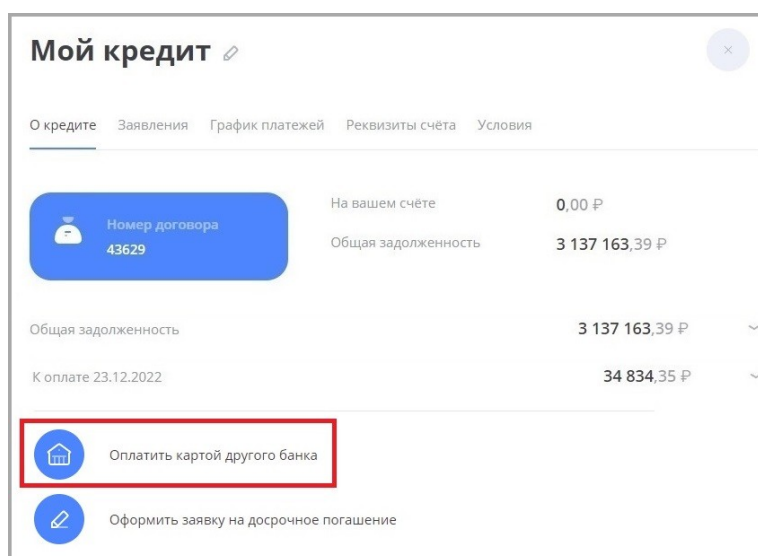 Мой кредит
О кредите Заявления График платежей Реквизиты счёта Условия
Номер договора
43629
На вашем счёте 0,00 ₽
Общая задолженность 3 137 163,39 ₽
Общая задолженность 3 137 163,39 ₽
К оплате 23.12.2022 34 834,35 ₽
Оплатить картой другого банка
Оформить заявку на досрочное погашение